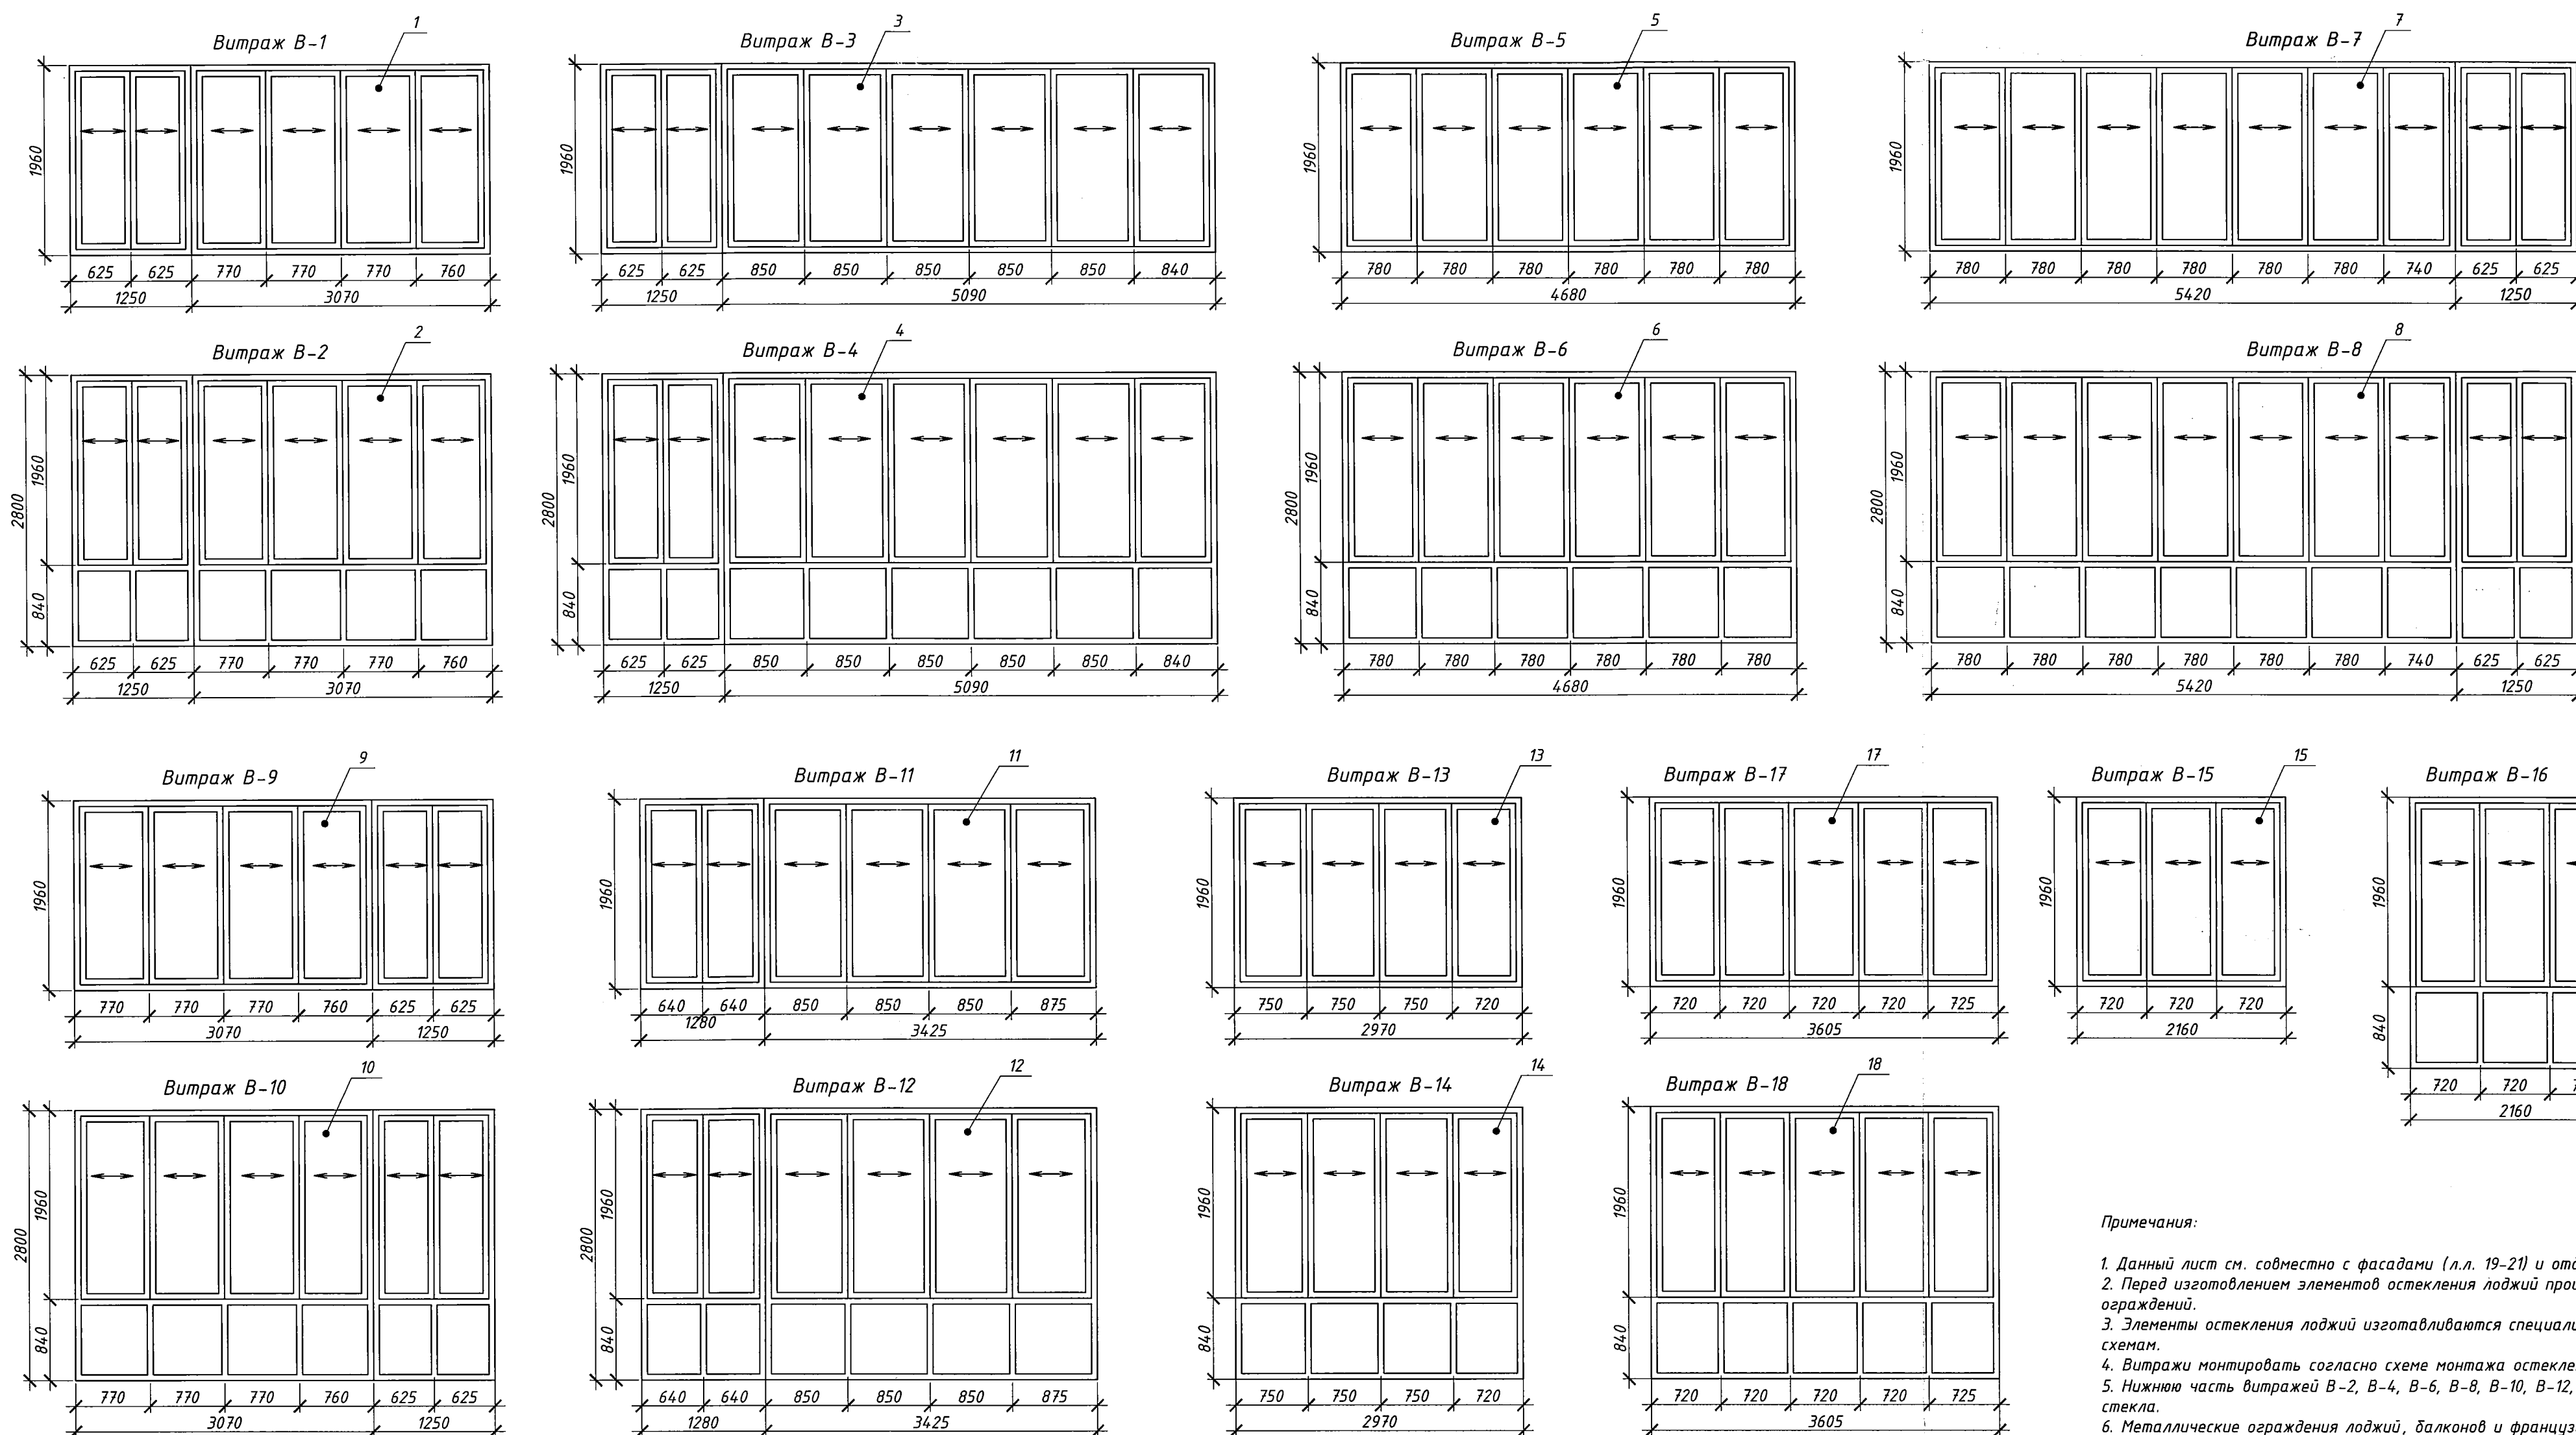 Витраж В-1 1
1960
625 625 770 770 770 760
1250 3070
Витраж В-3 3
1960
625 625 850 850 850 850 850 840
1250 5090
Витраж В-5 5
1960
780 780 780 780 780 780
4680
Витраж В-7 7
1960
780 780 780 780 780 780 740 625 625
5420 1250
Витраж В-2 2
2800 1960 840
625 625 770 770 770 760
1250 3070
Витраж В-4 4
2800 1960 840
625 625 850 850 850 850 850 840
1250 5090
Витраж В-6 6
2800 1960 840
780 780 780 780 780 780
4680
Витраж В-8 8
2800 1960 840
780 780 780 780 780 780 740 625 625
5420 1250
Витраж В-9 9
1960
770 770 770 760 625 625
3070 1250
Витраж В-11 11
1960
640 640 850 850 850 875
1280 3425
Витраж В-13 13
1960
750 750 750 720
2970
Витраж В-17 17
1960
720 720 720 720 725
3605
Витраж В-15 15
1960
720 720 720
2160
Витраж В-16
1960 840
720 720
2160
Витраж В-10 10
2800 1960 840
770 770 770 760 625 625
3070 1250
Витраж В-12 12
2800 1960 840
640 640 850 850 850 875
1280 3425
Витраж В-14 14
1960 840
750 750 750 720
2970
Витраж В-18 18
1960 840
720 720 720 720 725
3605
Примечания:
1. Данный лист см. совместно с фасадами (л.л. 19-21) и
2. Перед изготовлением элементов остекления лоджий
ограждений.
3. Элементы остекления лоджий изготавливаются
схемам.
4. Витражи монтировать согласно схеме монтажа
5. Нижнюю часть витражей В-2, В-4, В-6, В-8, В-10, В-12,
стекла.
6. Металлические ограждения лоджий, балконов и